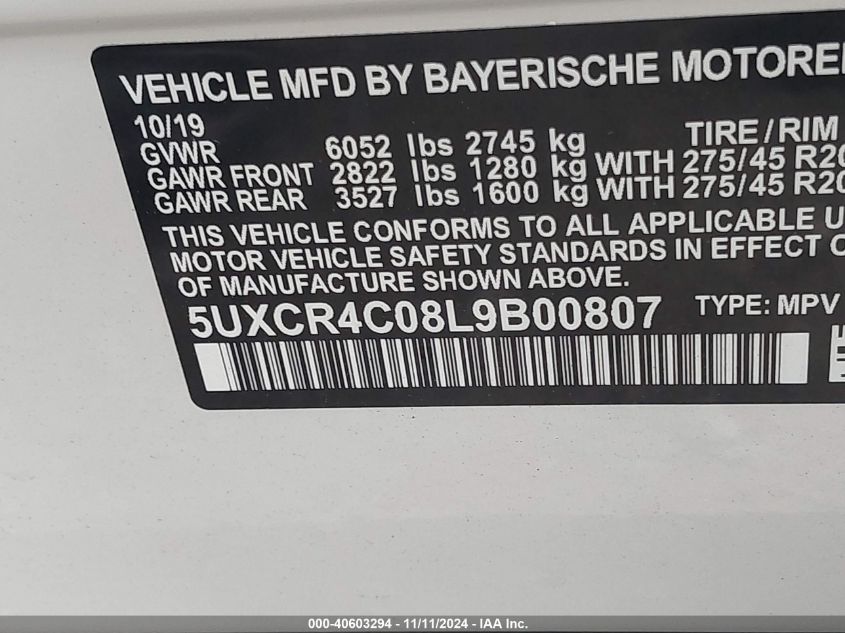 VEHICLE MFD BY BAYERISCHE MOTORE
10/19
GVWR 6052 lbs 2745 kg TIRE/RIM
GAWR FRONT 2822 lbs 1280 kg WITH 275/45 R20
GAWR REAR 3527 lbs 1600 kg WITH 275/45 R20
THIS VEHICLE CONFORMS TO ALL APPLICABLE U
MOTOR VEHICLE SAFETY STANDARDS IN EFFECT O
OF MANUFACTURE SHOWN ABOVE.
5UXCR4C08L9B00807 TYPE: MPV
000-40603294 - 11/11/2024 - IAA Inc.